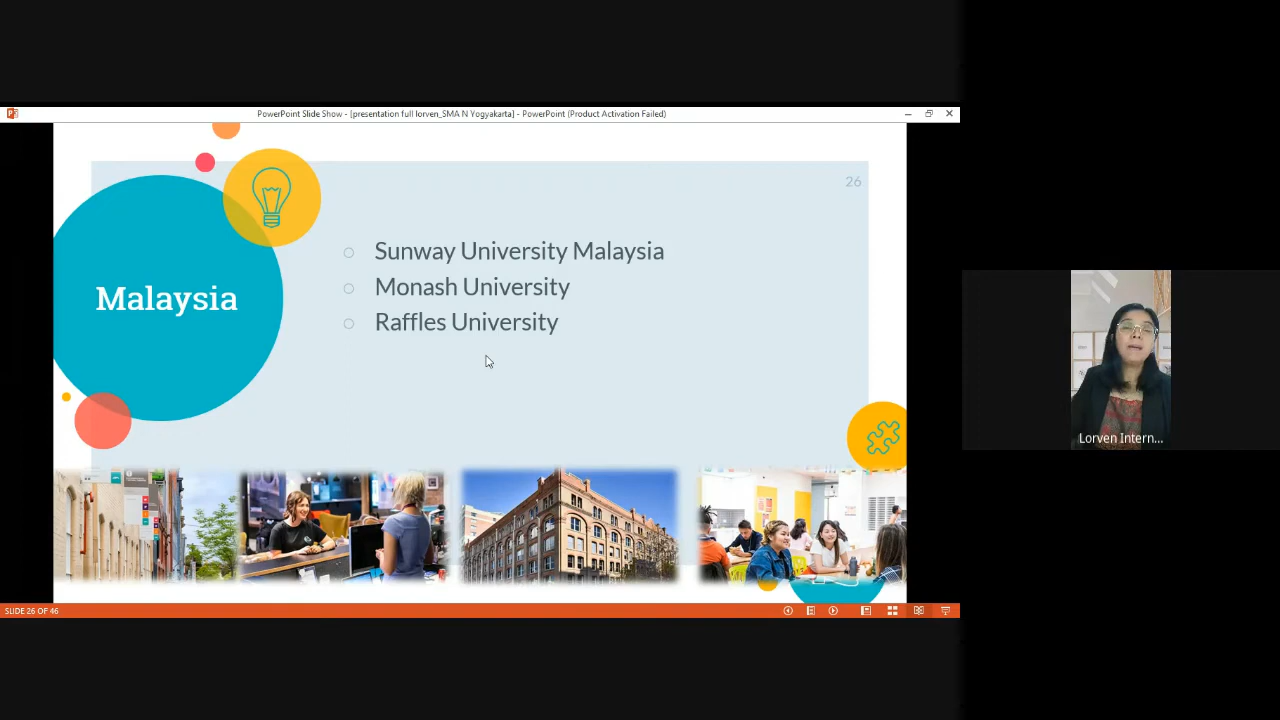 PowerPoint Slide Show - [presentation full lorven_SMA N Yogyakarta] - PowerPoint (Product Activation Failed)
26
Malaysia
Sunway University Malaysia
Monash University
Raffles University
Lorven Intern...
SLIDE 26 OF 46